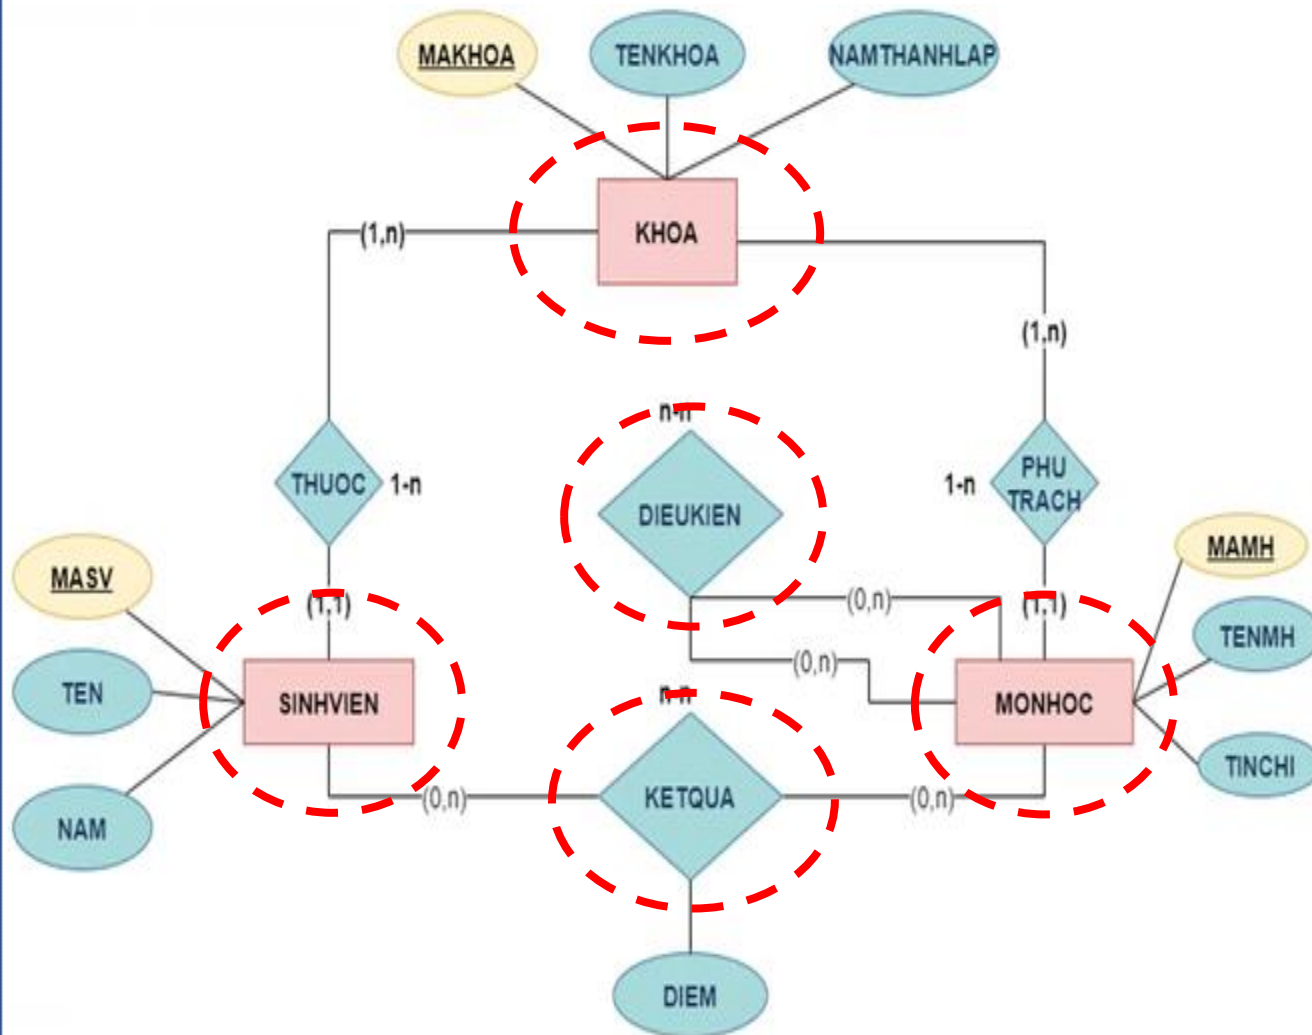 MAKHOA
TENKHOA
NAMTHANHLAP
KHOA
(1,n)
(1,n)
n-n
THUOC
1-n
DIEUKIEN
1-n
PHU
TRACH
MASV
MAMH
(1,1)
(0,n)
(1,1)
TENMH
(0,n)
TEN
SINHVIEN
n-n
MONHOC
TINCHI
NAM
(0,n)
KETQUA
(0,n)
DIEM